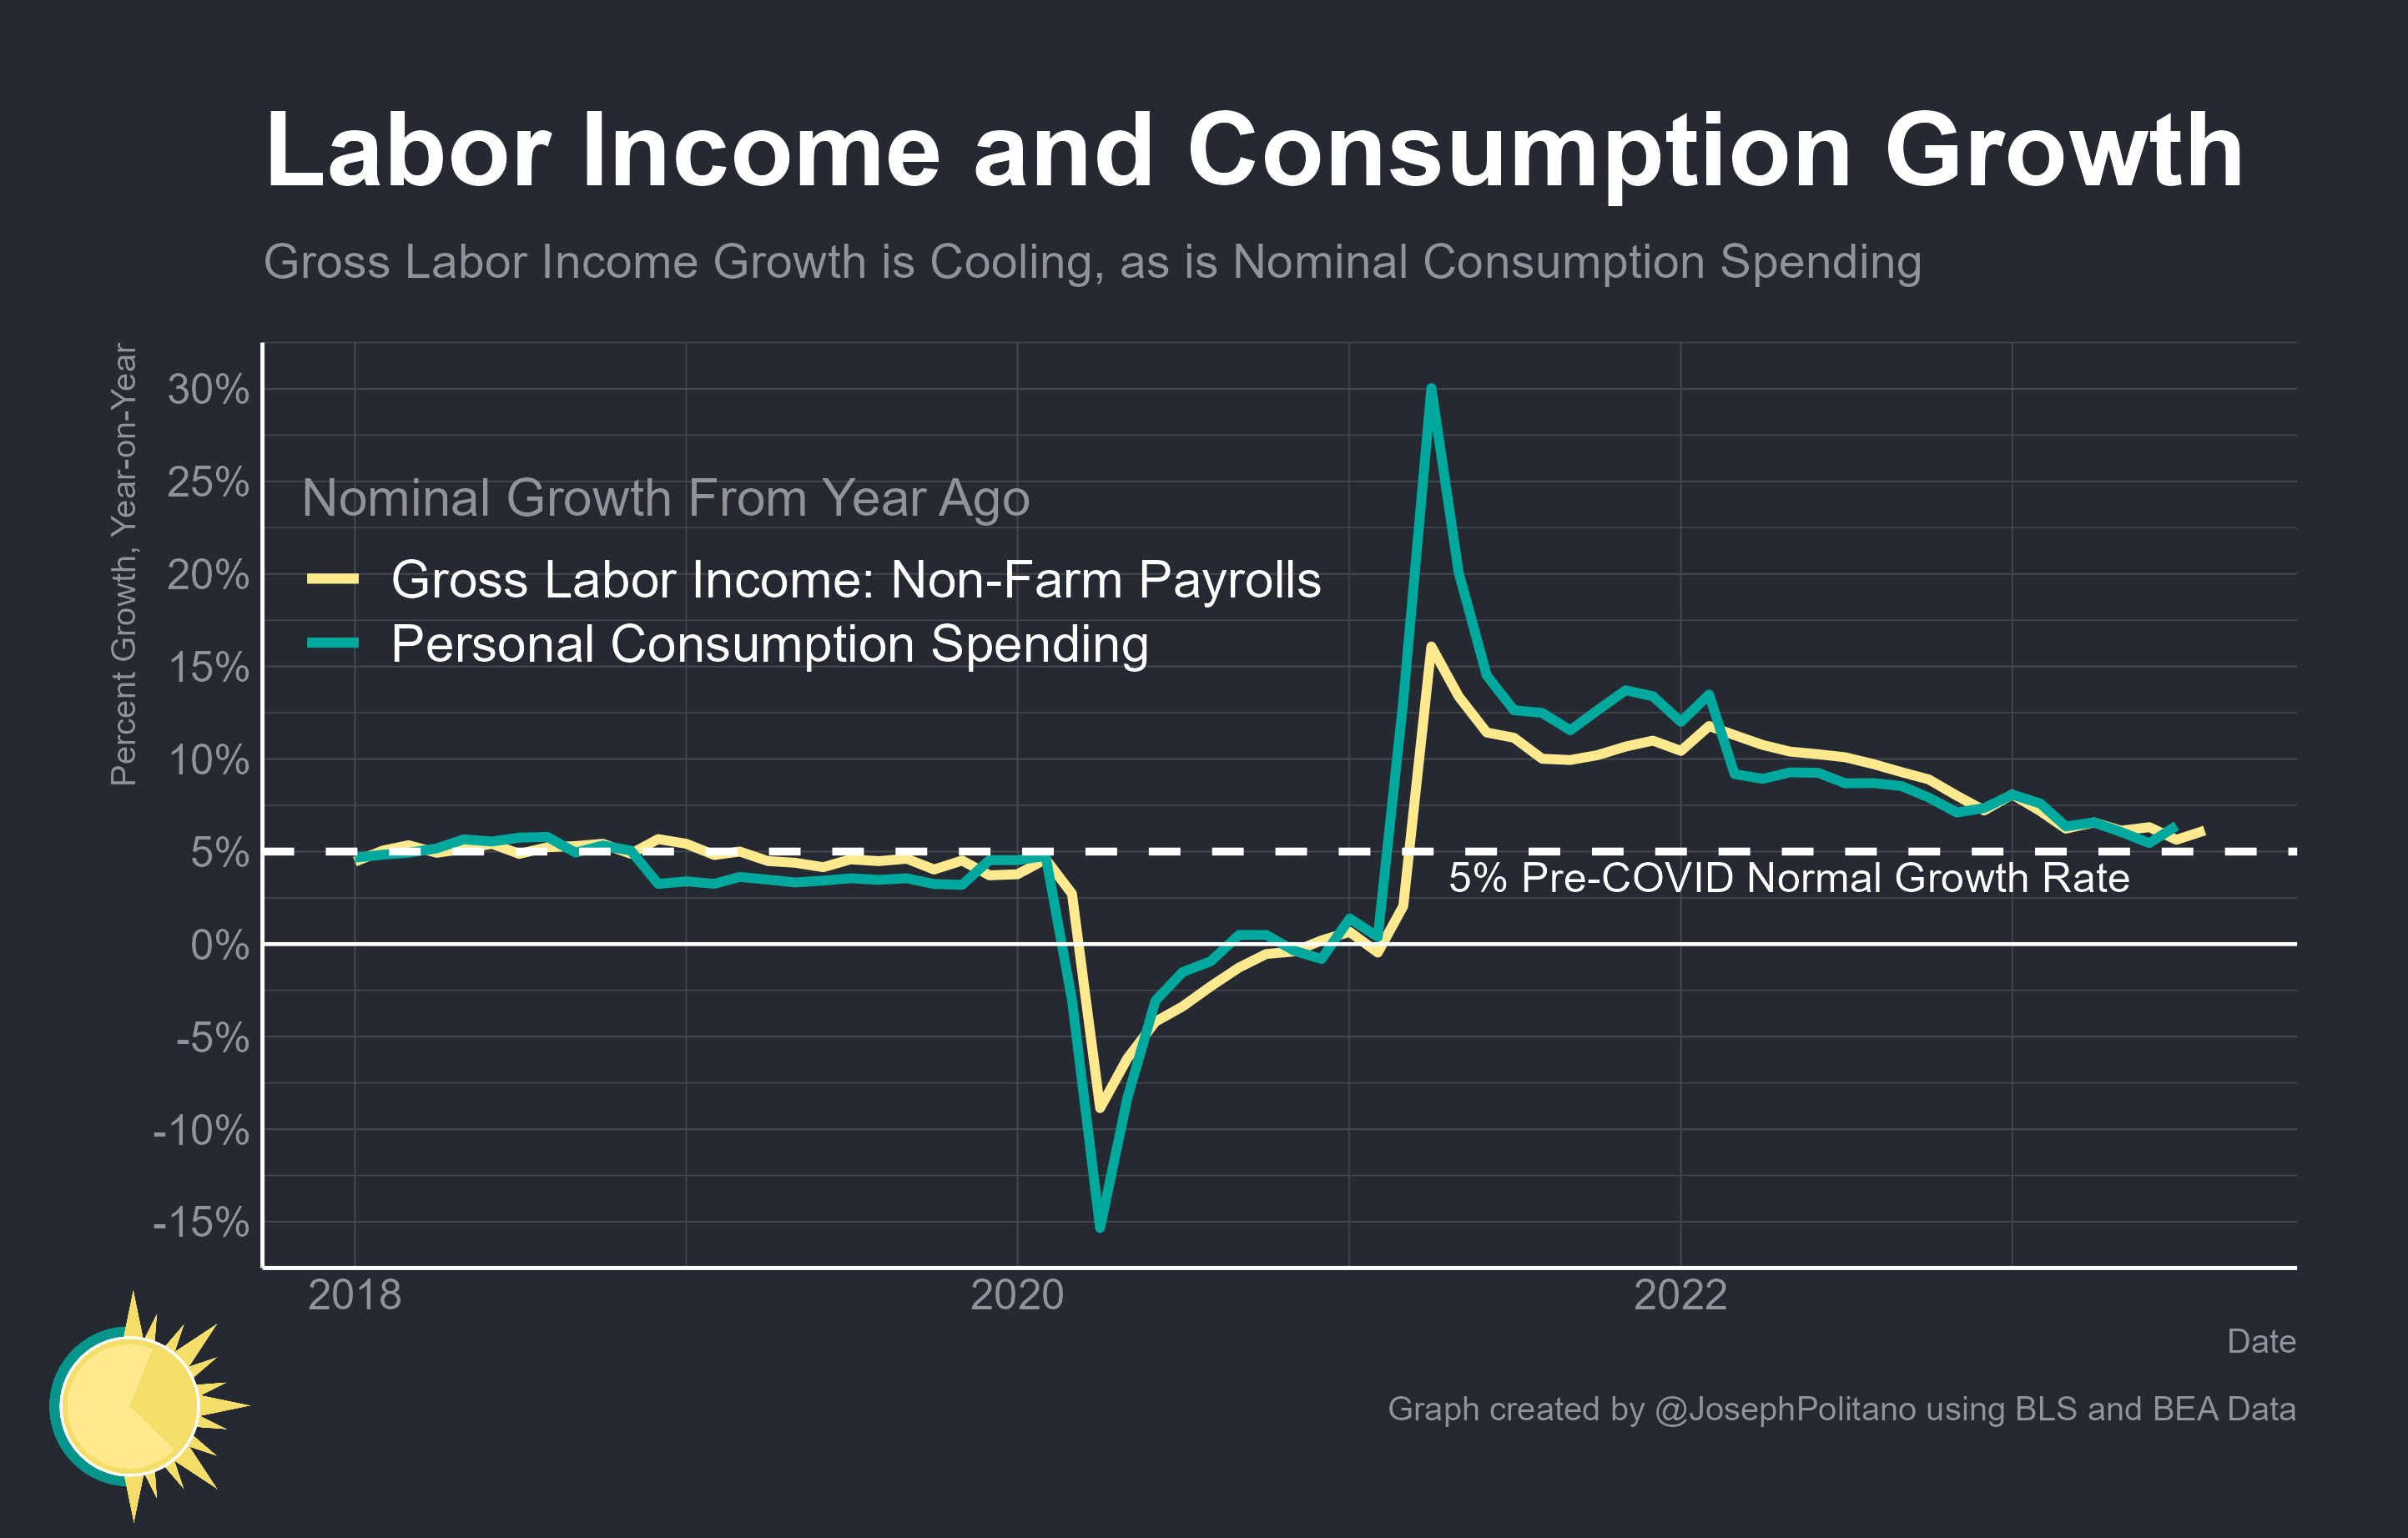 Labor Income and Consumption Growth
Gross Labor Income Growth is Cooling, as is Nominal Consumption Spending
Percent Growth, Year-on-Year
30%
25%
20%
15%
10%
5%
0%
-5%
-10%
-15%
Nominal Growth From Year Ago
Gross Labor Income: Non-Farm Payrolls
Personal Consumption Spending
5% Pre-COVID Normal Growth Rate
2018
2020
2022
Date
Graph created by @JosephPolitano using BLS and BEA Data